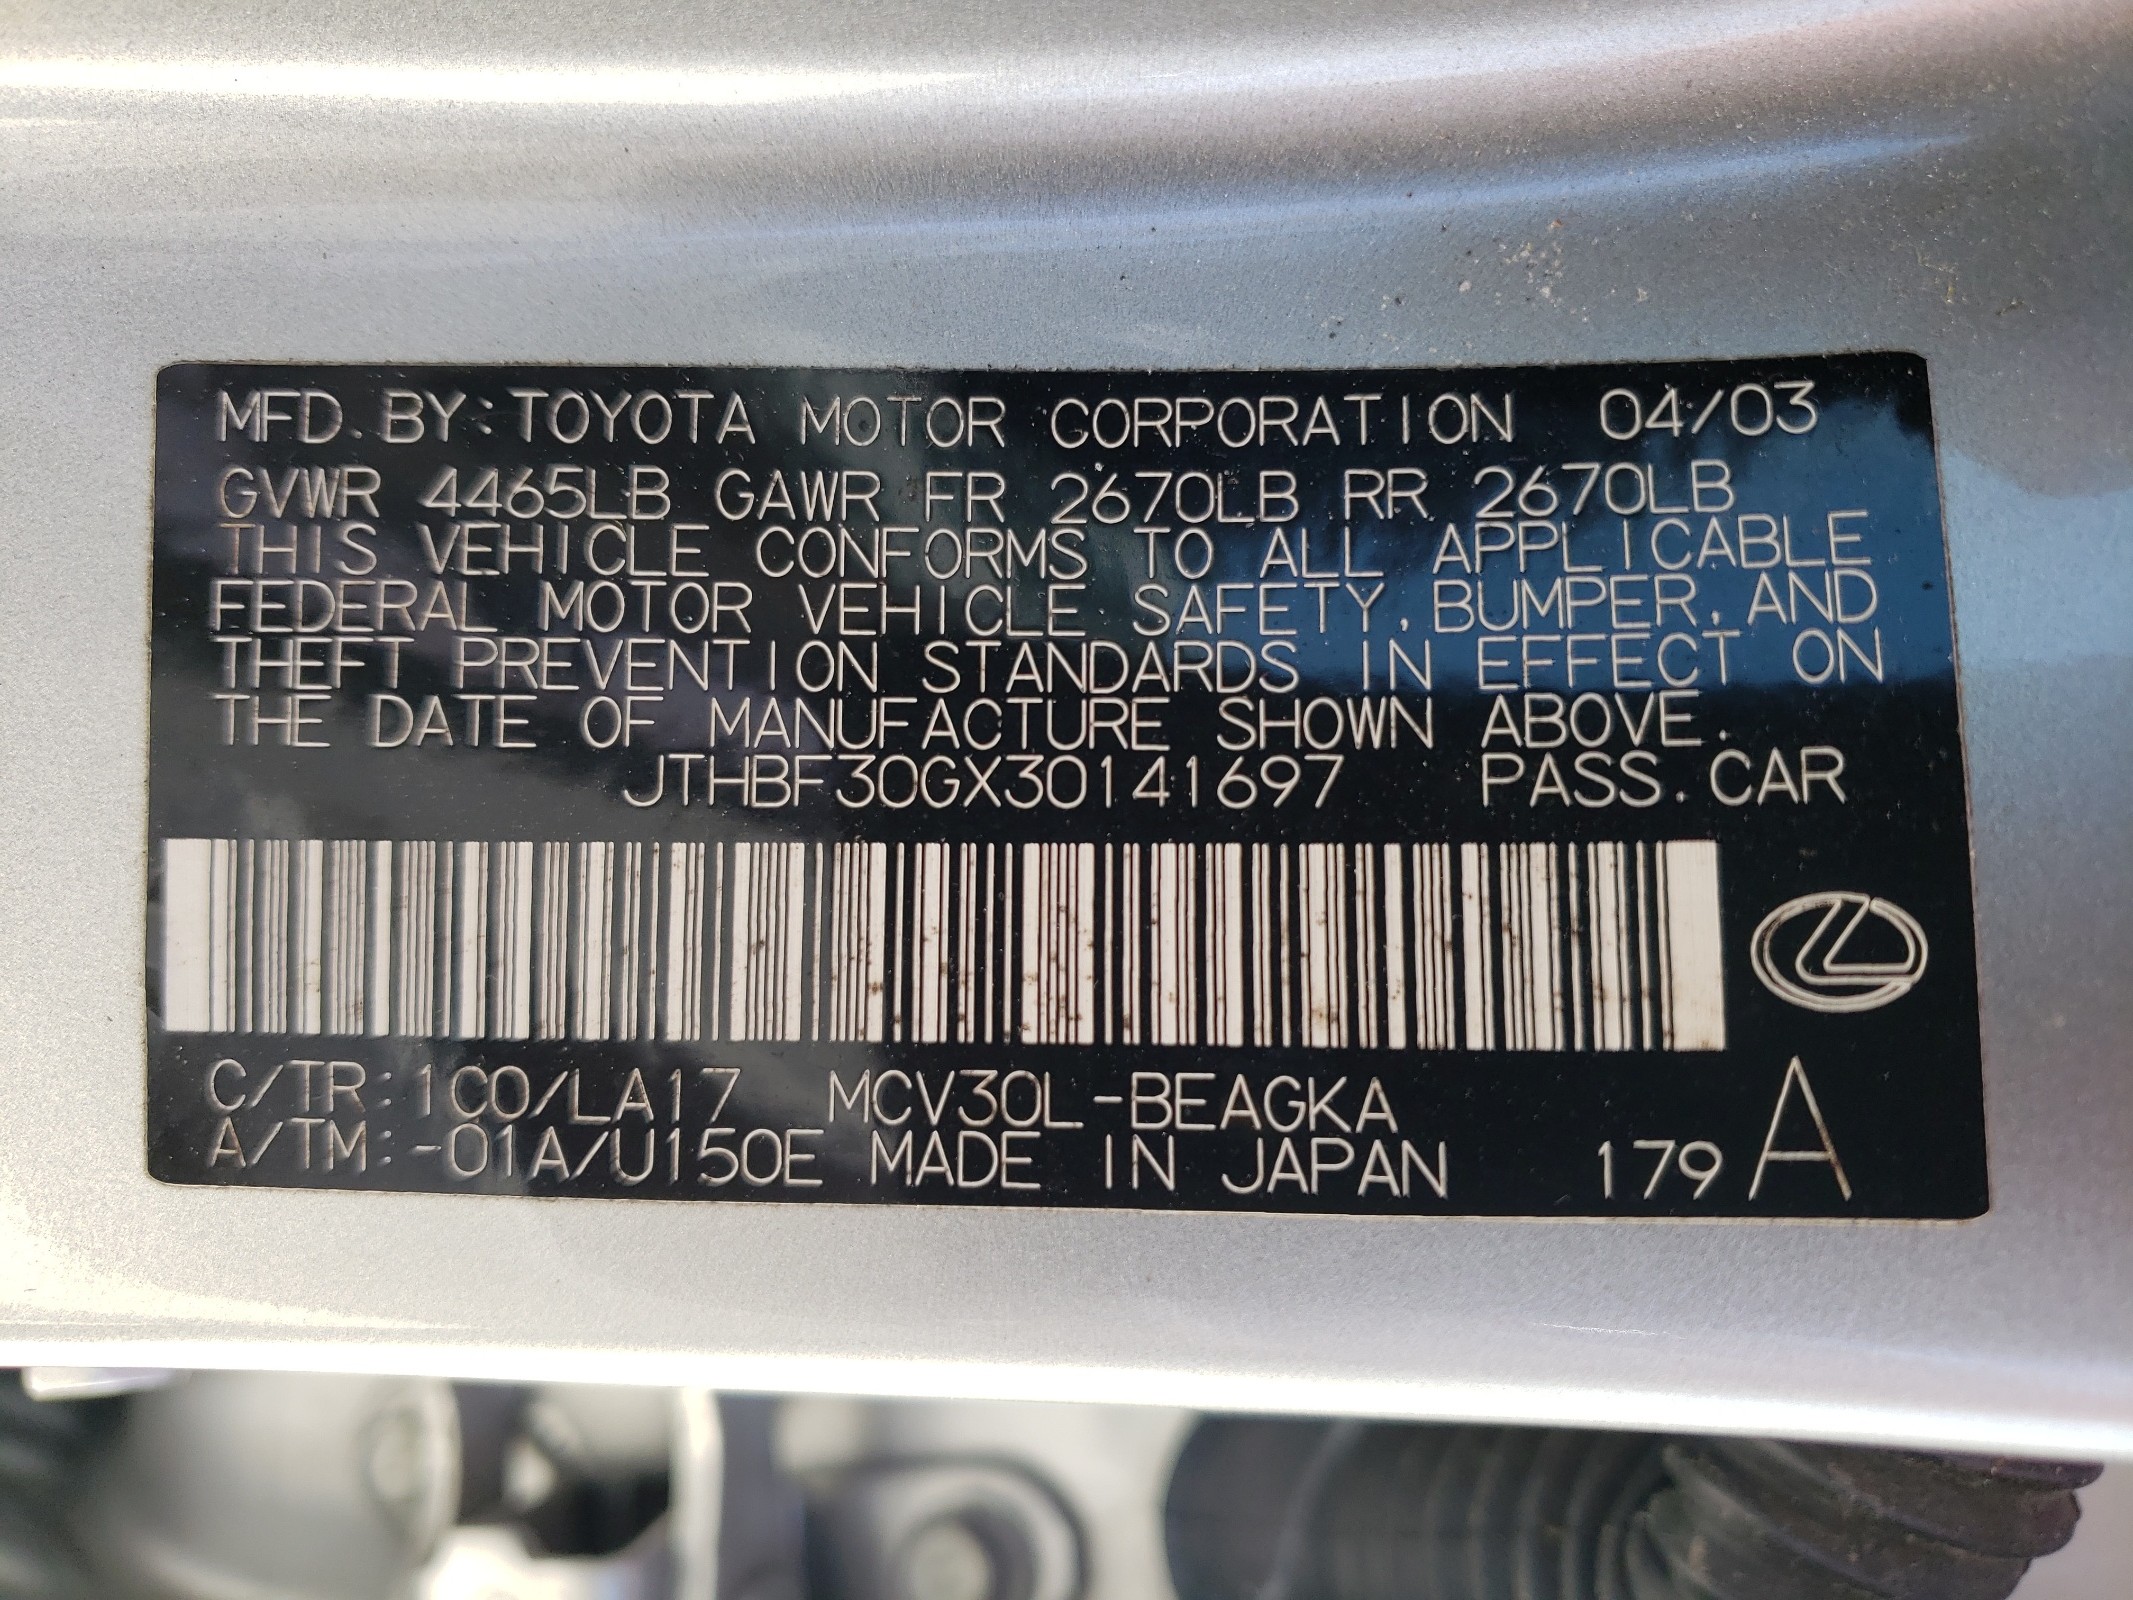 MFD. BY: TOYOTA MOTOR CORPORATION 04/03
GVWR 4465LB GAWR FR 2670LB RR 2670LB
THIS VEHICLE CONFORMS TO ALL APPLICABLE
FEDERAL MOTOR VEHICLE SAFETY, BUMPER, AND
THEFT PREVENTION STANDARDS IN EFFECT ON
THE DATE OF MANUFACTURE SHOWN ABOVE.
JTHBF30GX30141697 PASS. CAR
C/TR: 1C0/LA17 MCV30L-BEAGKA
A/TM: -01A/U150E MADE IN JAPAN 179 A